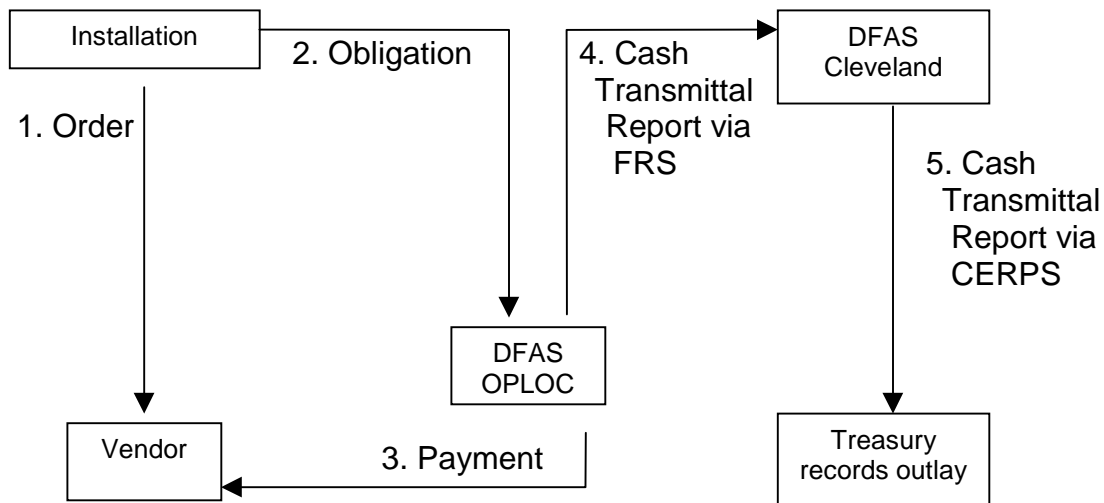 Installation
1. Order
2. Obligation
4. Cash
Transmittal
Report via
FRS
DFAS
Cleveland
5. Cash
Transmittal
Report via
CERPS
DFAS
OPLOC
Vendor
3. Payment
Treasury
records outlay